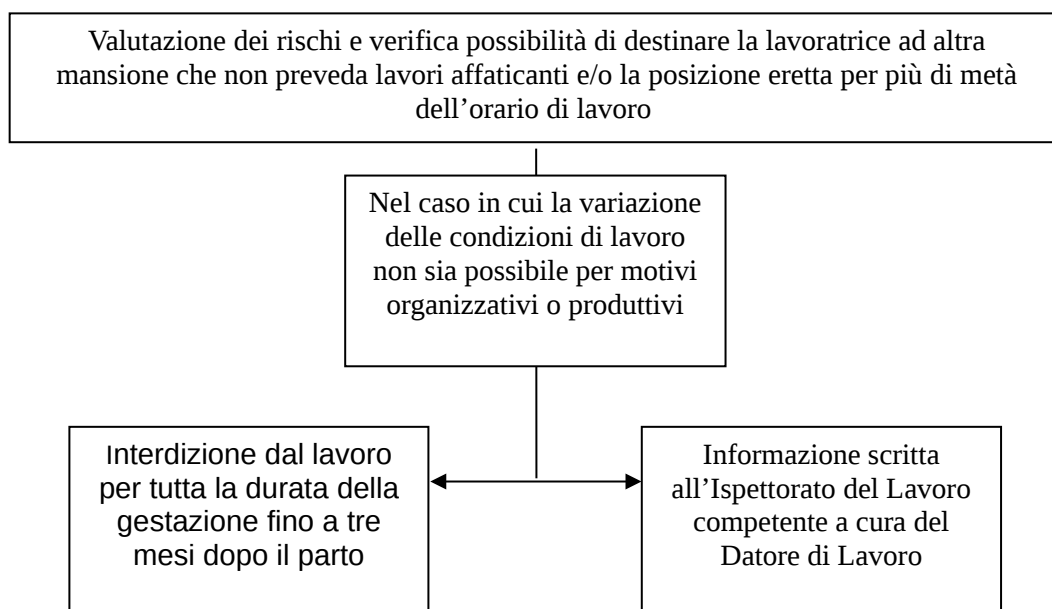 Valutazione dei rischi e verifica possibilità di destinare la lavoratrice ad altra
mansione che non preveda lavori affaticanti e/o la posizione eretta per più di metà
dell’orario di lavoro
Nel caso in cui la variazione
delle condizioni di lavoro
non sia possibile per motivi
organizzativi o produttivi
Interdizione dal lavoro
per tutta la durata della
gestazione fino a tre
mesi dopo il parto
Informazione scritta
all’Ispettorato del Lavoro
competente a cura del
Datore di Lavoro